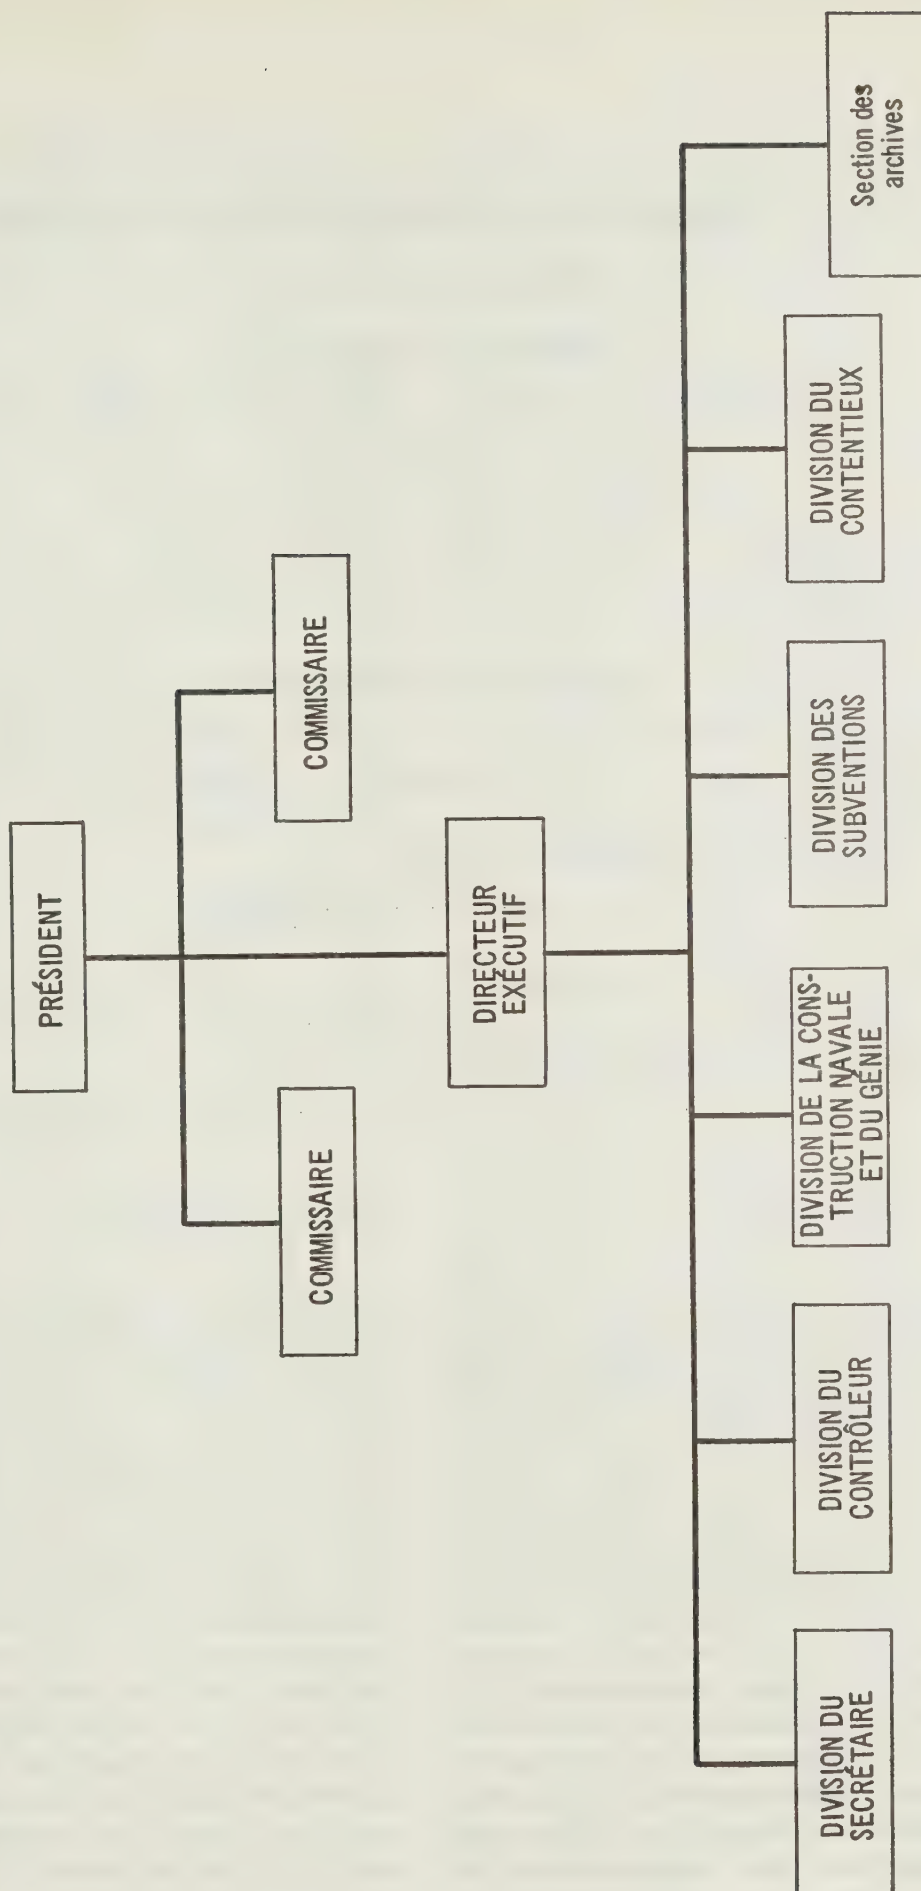 PRÉSIDENT
COMMISSAIRE
COMMISSAIRE
DIRECTEUR
EXÉCUTIF
DIVISION DU
SECRÉTAIRE
DIVISION DU
CONTRÔLEUR
DIVISION DE LA CONS-
TRUCTION NAVALE
ET DU GÉNIE
DIVISION DES
SUBVENTIONS
DIVISION DU
CONTENTIEUX
Section des
archives